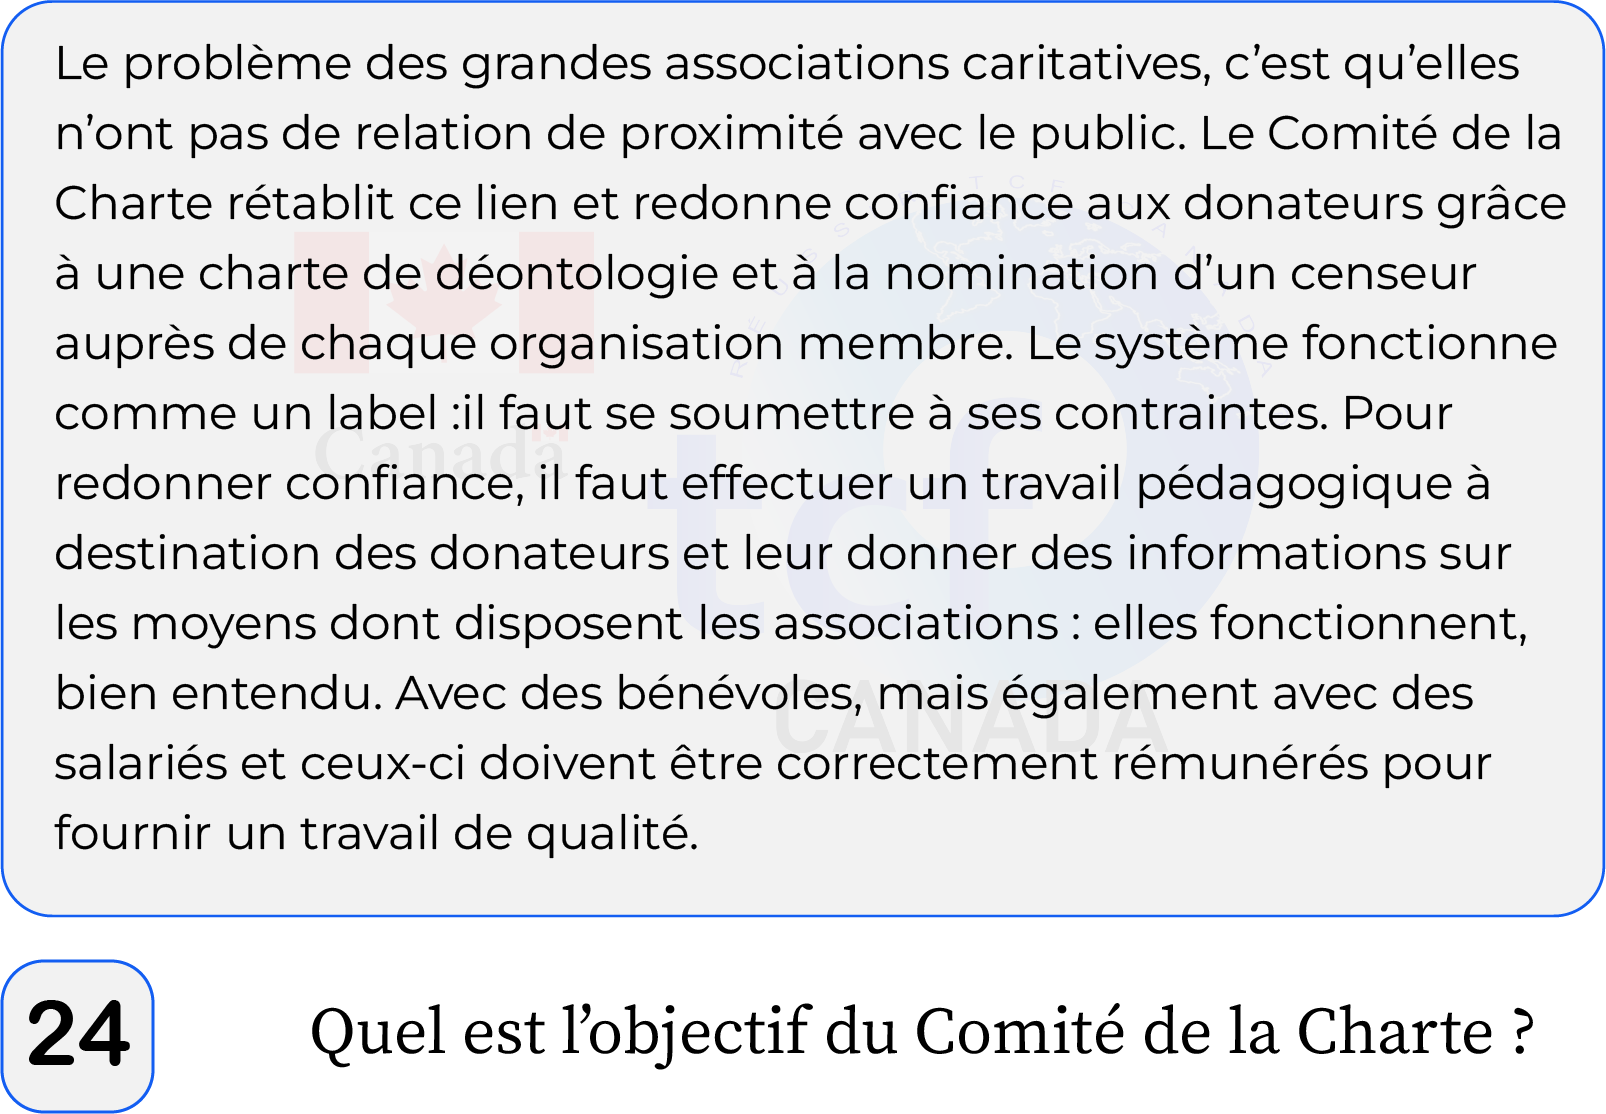 Le problème des grandes associations caritatives, c’est qu’elles
n’ont pas de relation de proximité avec le public. Le Comité de la
Charte rétablit ce lien et redonne confiance aux donateurs grâce
à une charte de déontologie et à la nomination d’un censeur
auprès de chaque organisation membre. Le système fonctionne
comme un label :il faut se soumettre à ses contraintes. Pour
redonner confiance, il faut effectuer un travail pédagogique à
destination des donateurs et leur donner des informations sur
les moyens dont disposent les associations : elles fonctionnent,
bien entendu. Avec des bénévoles, mais également avec des
salariés et ceux-ci doivent être correctement rémunérés pour
fournir un travail de qualité.
Canada
tcf
CANADA
24
Quel est l’objectif du Comité de la Charte ?